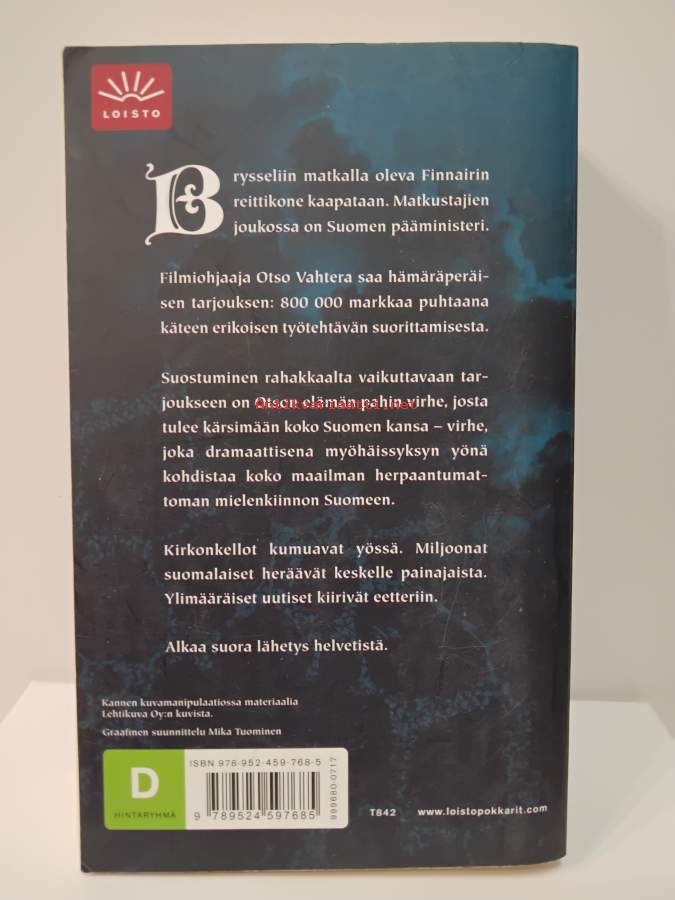 LOISTO
Brysseliin matkalla oleva Finnairin
reittikone kaapataan. Matkustajien
joukossa on Suomen pääministeri.
Filmiohjaaja Otso Vahtera saa hämäräperäi-
sen tarjouksen: 800 000 markkaa puhtaana
käteen erikoisen työtehtävän suorittamisesta.
Suostuminen rahakkaalta vaikuttavaan tar-
joukseen on Otson elämän pahin virhe, josta
Antikvariaatti.net
tulee kärsimään koko Suomen kansa – virhe,
joka dramaattisena myöhäissyksyn yönä
kohdistaa koko maailman herpaantumat-
toman mielenkiinnon Suomeen.
Kirkonkellot kumuavat yössä. Miljoonat
suomalaiset heräävät keskelle painajaista.
Ylimääräiset uutiset kiirivät eetteriin.
Alkaa suora lähetys helvetistä.
Kannen kuvamanipulaatiossa materiaalia
Lehtikuva Oy:n kuvista.
Graafinen suunnittelu Mika Tuominen
D
HINTARYHMÄ
ISBN 978-952-459-768-5
9 789524 597685
999680-0717
T842
www.loistopokkarit.com